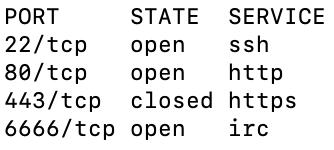 PORT     STATE  SERVICE
22/tcp   open   ssh
80/tcp   open   http
443/tcp  closed https
6666/tcp open   irc